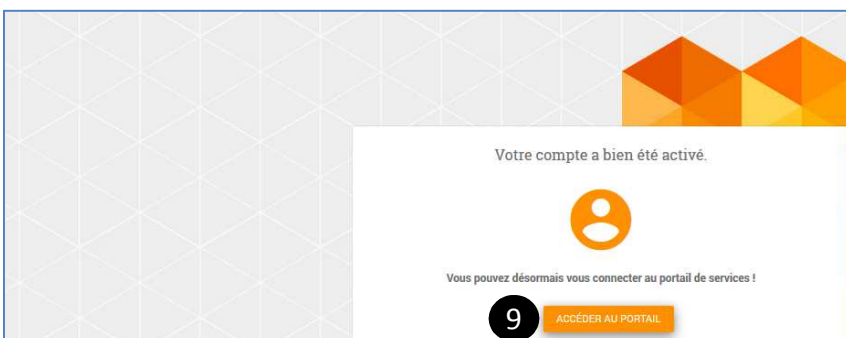 Votre compte a bien été activé.
Vous pouvez désormais vous connecter au portail de services !
9 ACCÉDER AU PORTAIL